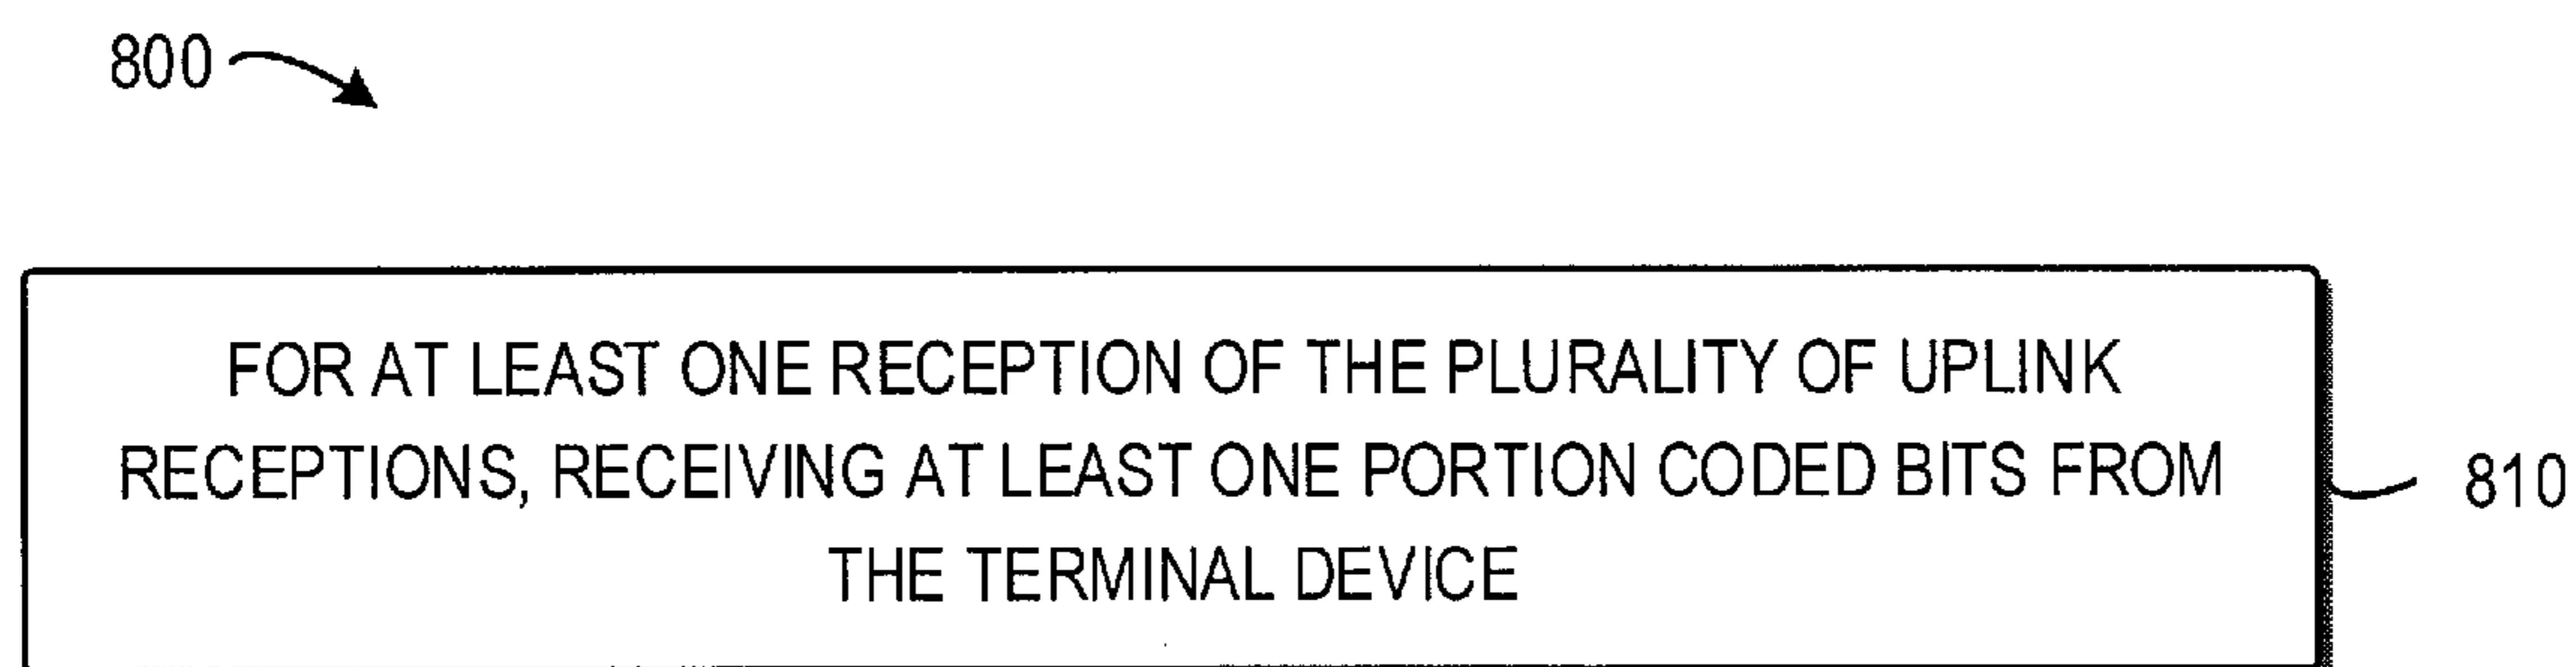 800
FOR AT LEAST ONE RECEPTION OF THE PLURALITY OF UPLINK
RECEPTIONS, RECEIVING AT LEAST ONE PORTION CODED BITS FROM
THE TERMINAL DEVICE
810